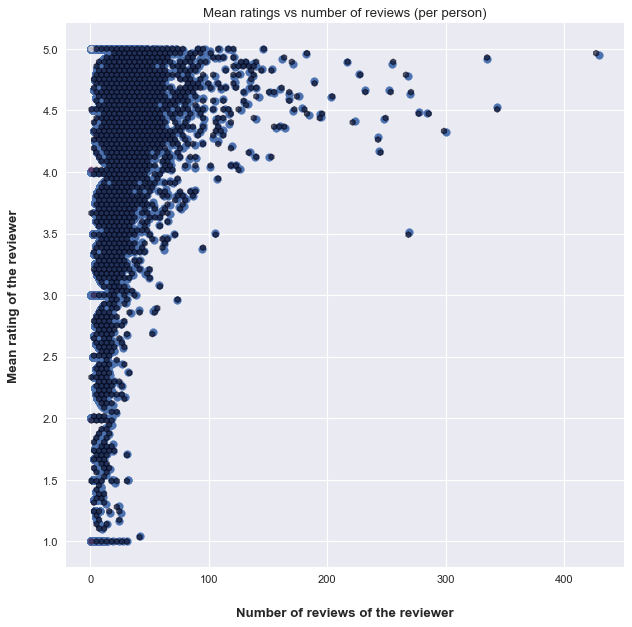 Mean ratings vs number of reviews (per person)
5.0
4.5
4.0
3.5
3.0
2.5
2.0
1.5
1.0
Mean rating of the reviewer
0 100 200 300 400
Number of reviews of the reviewer